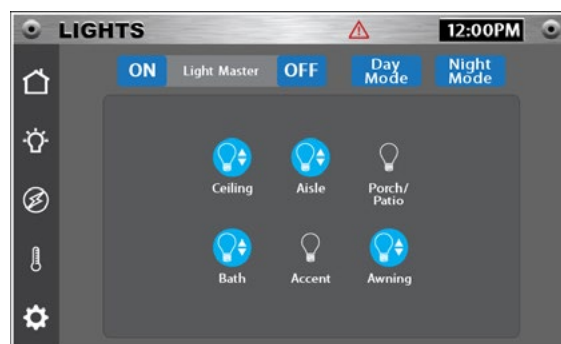 LIGHTS 12:00PM
ON Light Master OFF Day Mode Night Mode
Ceiling Aisle Porch/
Patio
Bath Accent Awning